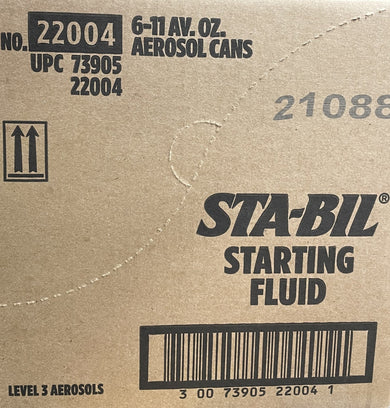 NO. 22004 6-11 AV. OZ.
AEROSOL CANS
UPC 73905
22004
21088
STA-BIL®
STARTING
FLUID
LEVEL 3 AEROSOLS
3 00 73905 22004 1